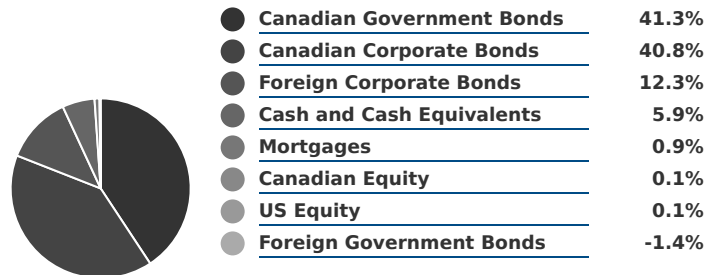 Canadian Government Bonds 41.3%
Canadian Corporate Bonds 40.8%
Foreign Corporate Bonds 12.3%
Cash and Cash Equivalents 5.9%
Mortgages 0.9%
Canadian Equity 0.1%
US Equity 0.1%
Foreign Government Bonds -1.4%